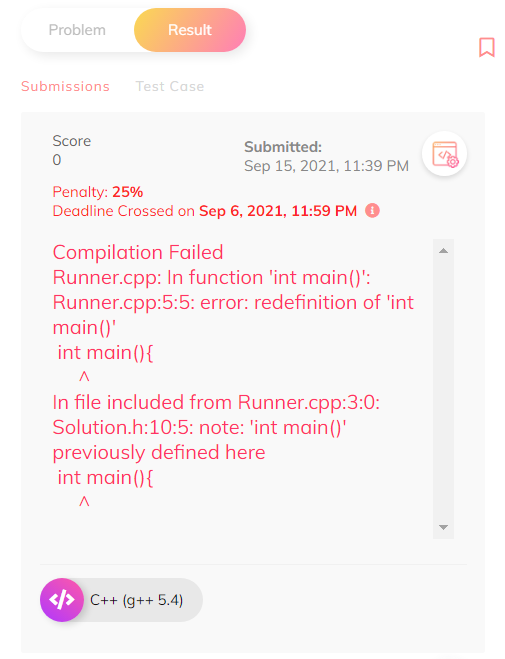 Problem
Result
Submissions
Test Case
Score
0
Submitted:
Sep 15, 2021, 11:39 PM
Penalty: 25%
Deadline Crossed on Sep 6, 2021, 11:59 PM
Compilation Failed
Runner.cpp: In function 'int main()':
Runner.cpp:5:5: error: redefinition of 'int
main()'
int main(){
^
In file included from Runner.cpp:3:0:
Solution.h:10:5: note: 'int main()'
previously defined here
int main(){
^
C++ (g++ 5.4)